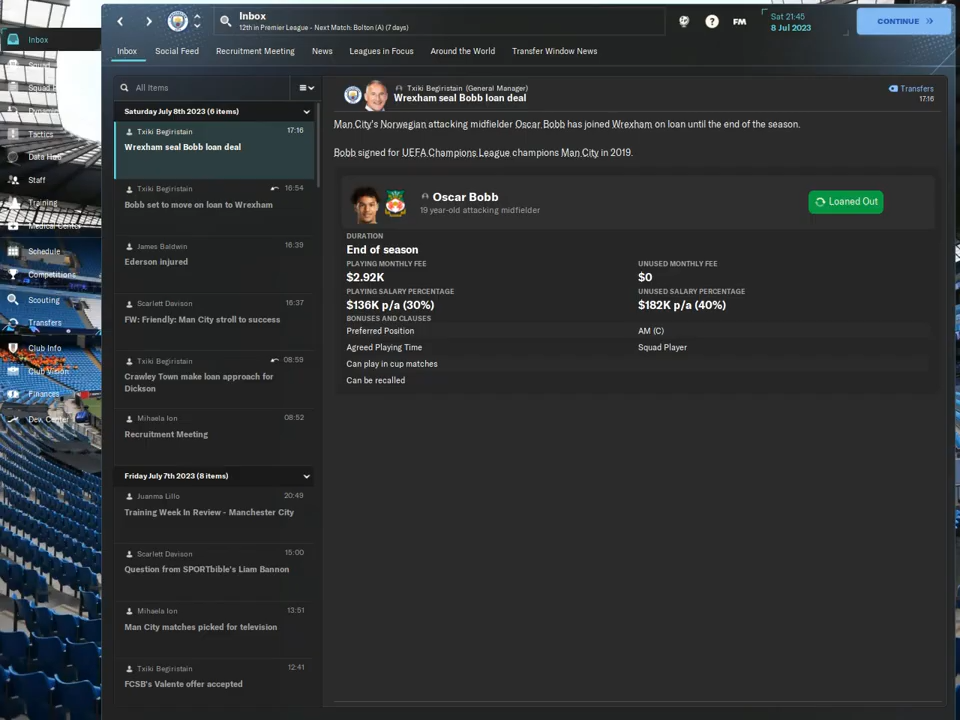 Inbox
12th in Premier League - Next Match: Bolton (A) (7 days)
?
FM
Sat 21:45
8 Jul 2023
CONTINUE
Inbox
Social Feed
Recruitment Meeting
News
Leagues in Focus
Around the World
Transfer Window News
Inbox
Squad
Tactics
Data Hub
Staff
Training
Medical Center
Schedule
Competitions
Scouting
Transfers
Club Info
Club Vision
Finances
Dev. Center
All Items
Saturday July 8th 2023 (6 items)
Txiki Begiristain 17:16
Wrexham seal Bobb loan deal
Txiki Begiristain 16:54
Bobb set to move on loan to Wrexham
James Baldwin 16:39
Ederson injured
Scarlett Davison 16:37
FW: Friendly: Man City stroll to success
Txiki Begiristain 08:59
Crawley Town make loan approach for
Dickson
Mihaela Ion 08:52
Recruitment Meeting
Friday July 7th 2023 (8 items)
Juanma Lillo 20:49
Training Week In Review - Manchester City
Scarlett Davison 15:00
Question from SPORTbible's Liam Bannon
Mihaela Ion 13:51
Man City matches picked for television
Txiki Begiristain 12:41
FCSB's Valente offer accepted
Txiki Begiristain (General Manager)
Wrexham seal Bobb loan deal
Transfers
17:16
Man City's Norwegian attacking midfielder Oscar Bobb has joined Wrexham on loan until the end of the season.
Bobb signed for UEFA Champions League champions Man City in 2019.
Oscar Bobb
19 year-old attacking midfielder
Loaned Out
DURATION
End of season
PLAYING MONTHLY FEE
$2.92K
UNUSED MONTHLY FEE
$0
PLAYING SALARY PERCENTAGE
$136K p/a (30%)
UNUSED SALARY PERCENTAGE
$182K p/a (40%)
BONUSES AND CLAUSES
Preferred Position AM (C)
Agreed Playing Time Squad Player
Can play in cup matches
Can be recalled